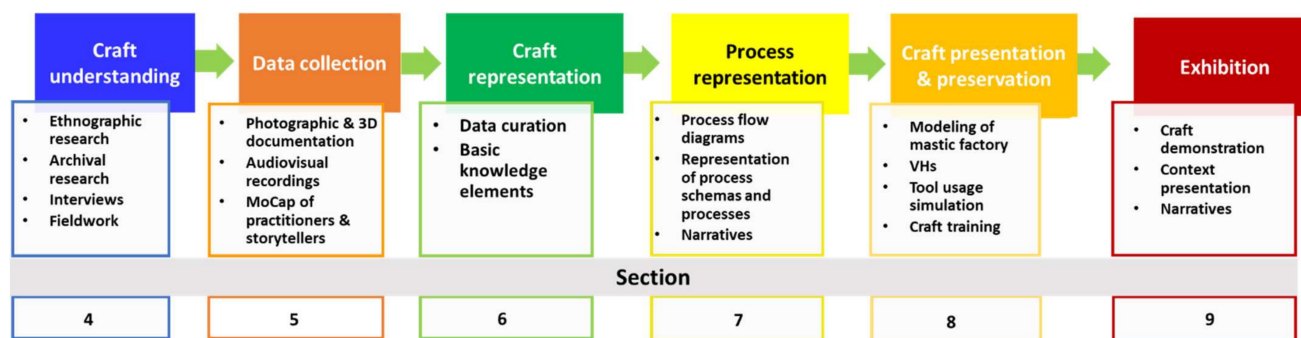 Craft
understanding
Data collection
Craft
representation
Process
representation
Craft presentation
& preservation
Exhibition
• Ethnographic
research
• Archival
research
• Interviews
• Fieldwork
• Photographic & 3D
documentation
• Audiovisual
recordings
• MoCap of
practitioners &
storytellers
• Data curation
• Basic
knowledge
elements
• Process flow
diagrams
• Representation
of process
schemas and
processes
• Narratives
• Modeling of
mastic factory
• VHs
• Tool usage
simulation
• Craft training
• Craft
demonstration
• Context
presentation
• Narratives
Section
4
5
6
7
8
9